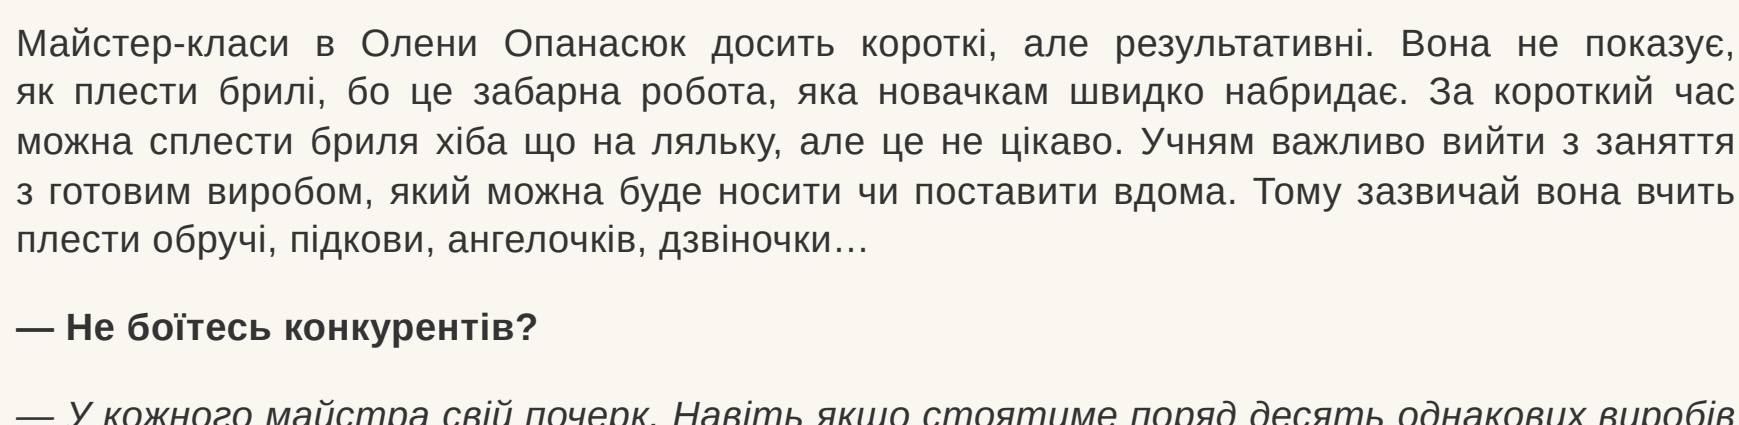 Майстер-класи в Олени Опанасюк досить короткі, але результативні. Вона не показує,
як плести брилі, бо це забарна робота, яка новачкам швидко набридає. За короткий час
можна сплести бриля хіба що на ляльку, але це не цікаво. Учням важливо вийти з заняття
з готовим виробом, який можна буде носити чи поставити вдома. Тому зазвичай вона вчить
плести обручі, підкови, ангелочків, дзвіночки…
— Не боїтесь конкурентів?
— У кожного майстра свій почерк. Навіть якщо стоятиме поряд десять однакових виробів